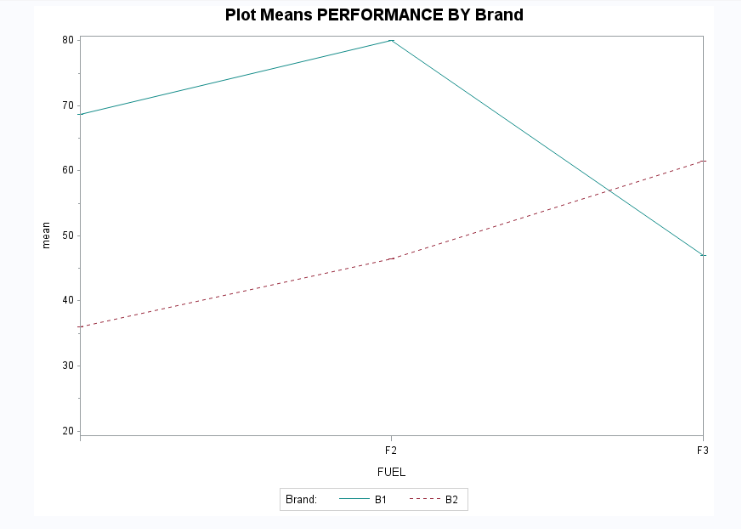 Plot Means PERFORMANCE BY Brand
80
70
60
50
40
30
20
mean
F2 F3
FUEL
Brand: B1 B2